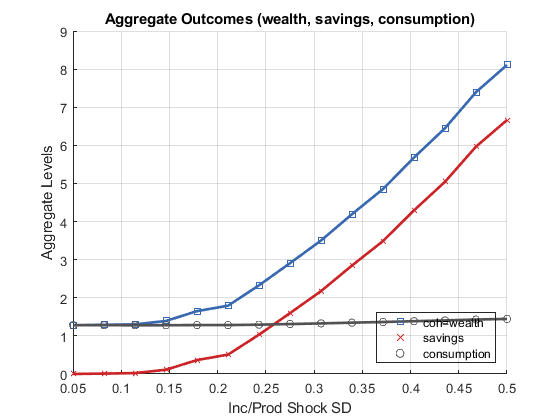 Aggregate Outcomes (wealth, savings, consumption)
Aggregate Levels
9
8
7
6
5
4
3
2
1
0
coh=wealth
savings
consumption
0.05 0.1 0.15 0.2 0.25 0.3 0.35 0.4 0.45 0.5
Inc/Prod Shock SD